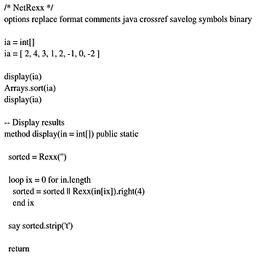 /* NetRexx */
options replace format comments java crossref savelog symbols binary
ia = int[]
ia = [ 2, 4, 3, 1, 2, -1, 0, -2 ]
display(ia)
Arrays.sort(ia)
display(ia)
-- Display results
method display(in = int[]) public static
sorted = Rexx('')
loop ix = 0 for in.length
sorted = sorted || Rexx(in[ix]).right(4)
end ix
say sorted.strip('t')
return